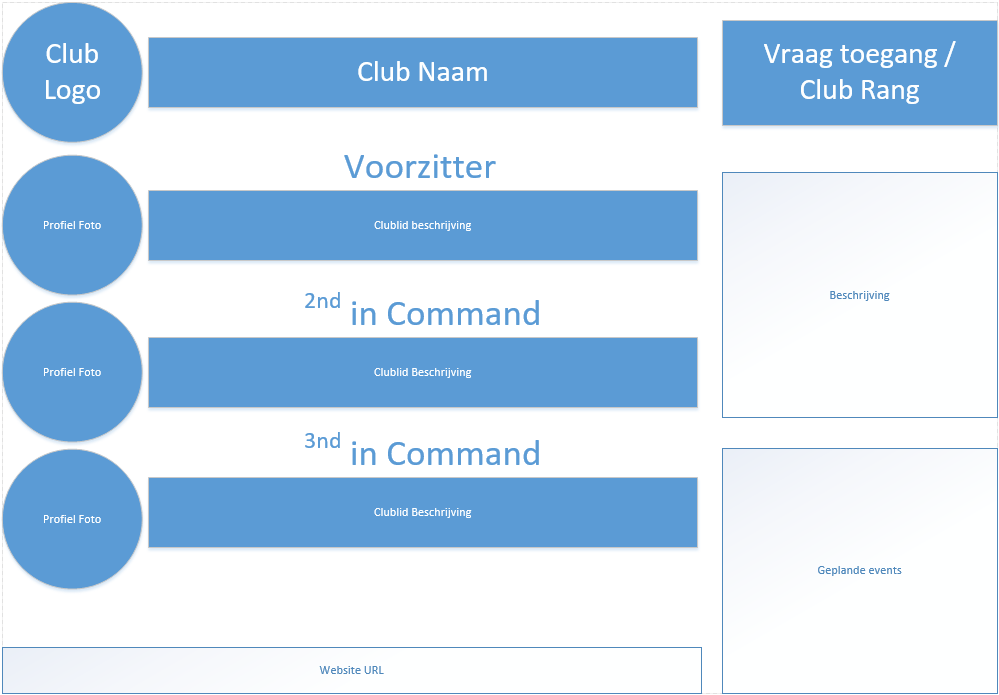 Club
Logo
Club Naam
Vraag toegang /
Club Rang
Voorzitter
Profiel Foto
Clublid beschrijving
Beschrijving
2nd in Command
Profiel Foto
Clublid Beschrijving
3nd in Command
Profiel Foto
Clublid Beschrijving
Geplande events
Website URL